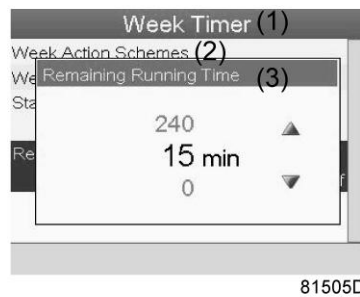 Week Timer (1)
Week Action Schemes (2)
We
Remaining Running Time (3)
Sta
240
15 min
Re
0
f
81505D